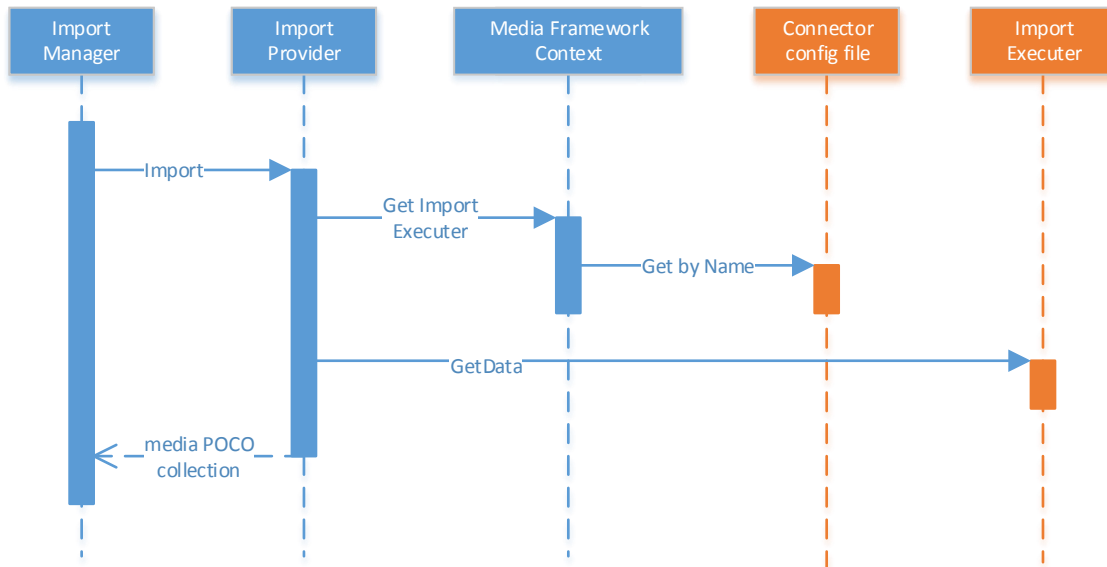 Import
Manager
Import
Provider
Media Framework
Context
Connector
config file
Import
Executer
Import
Get Import
Executer
Get by Name
GetData
media POCO
collection